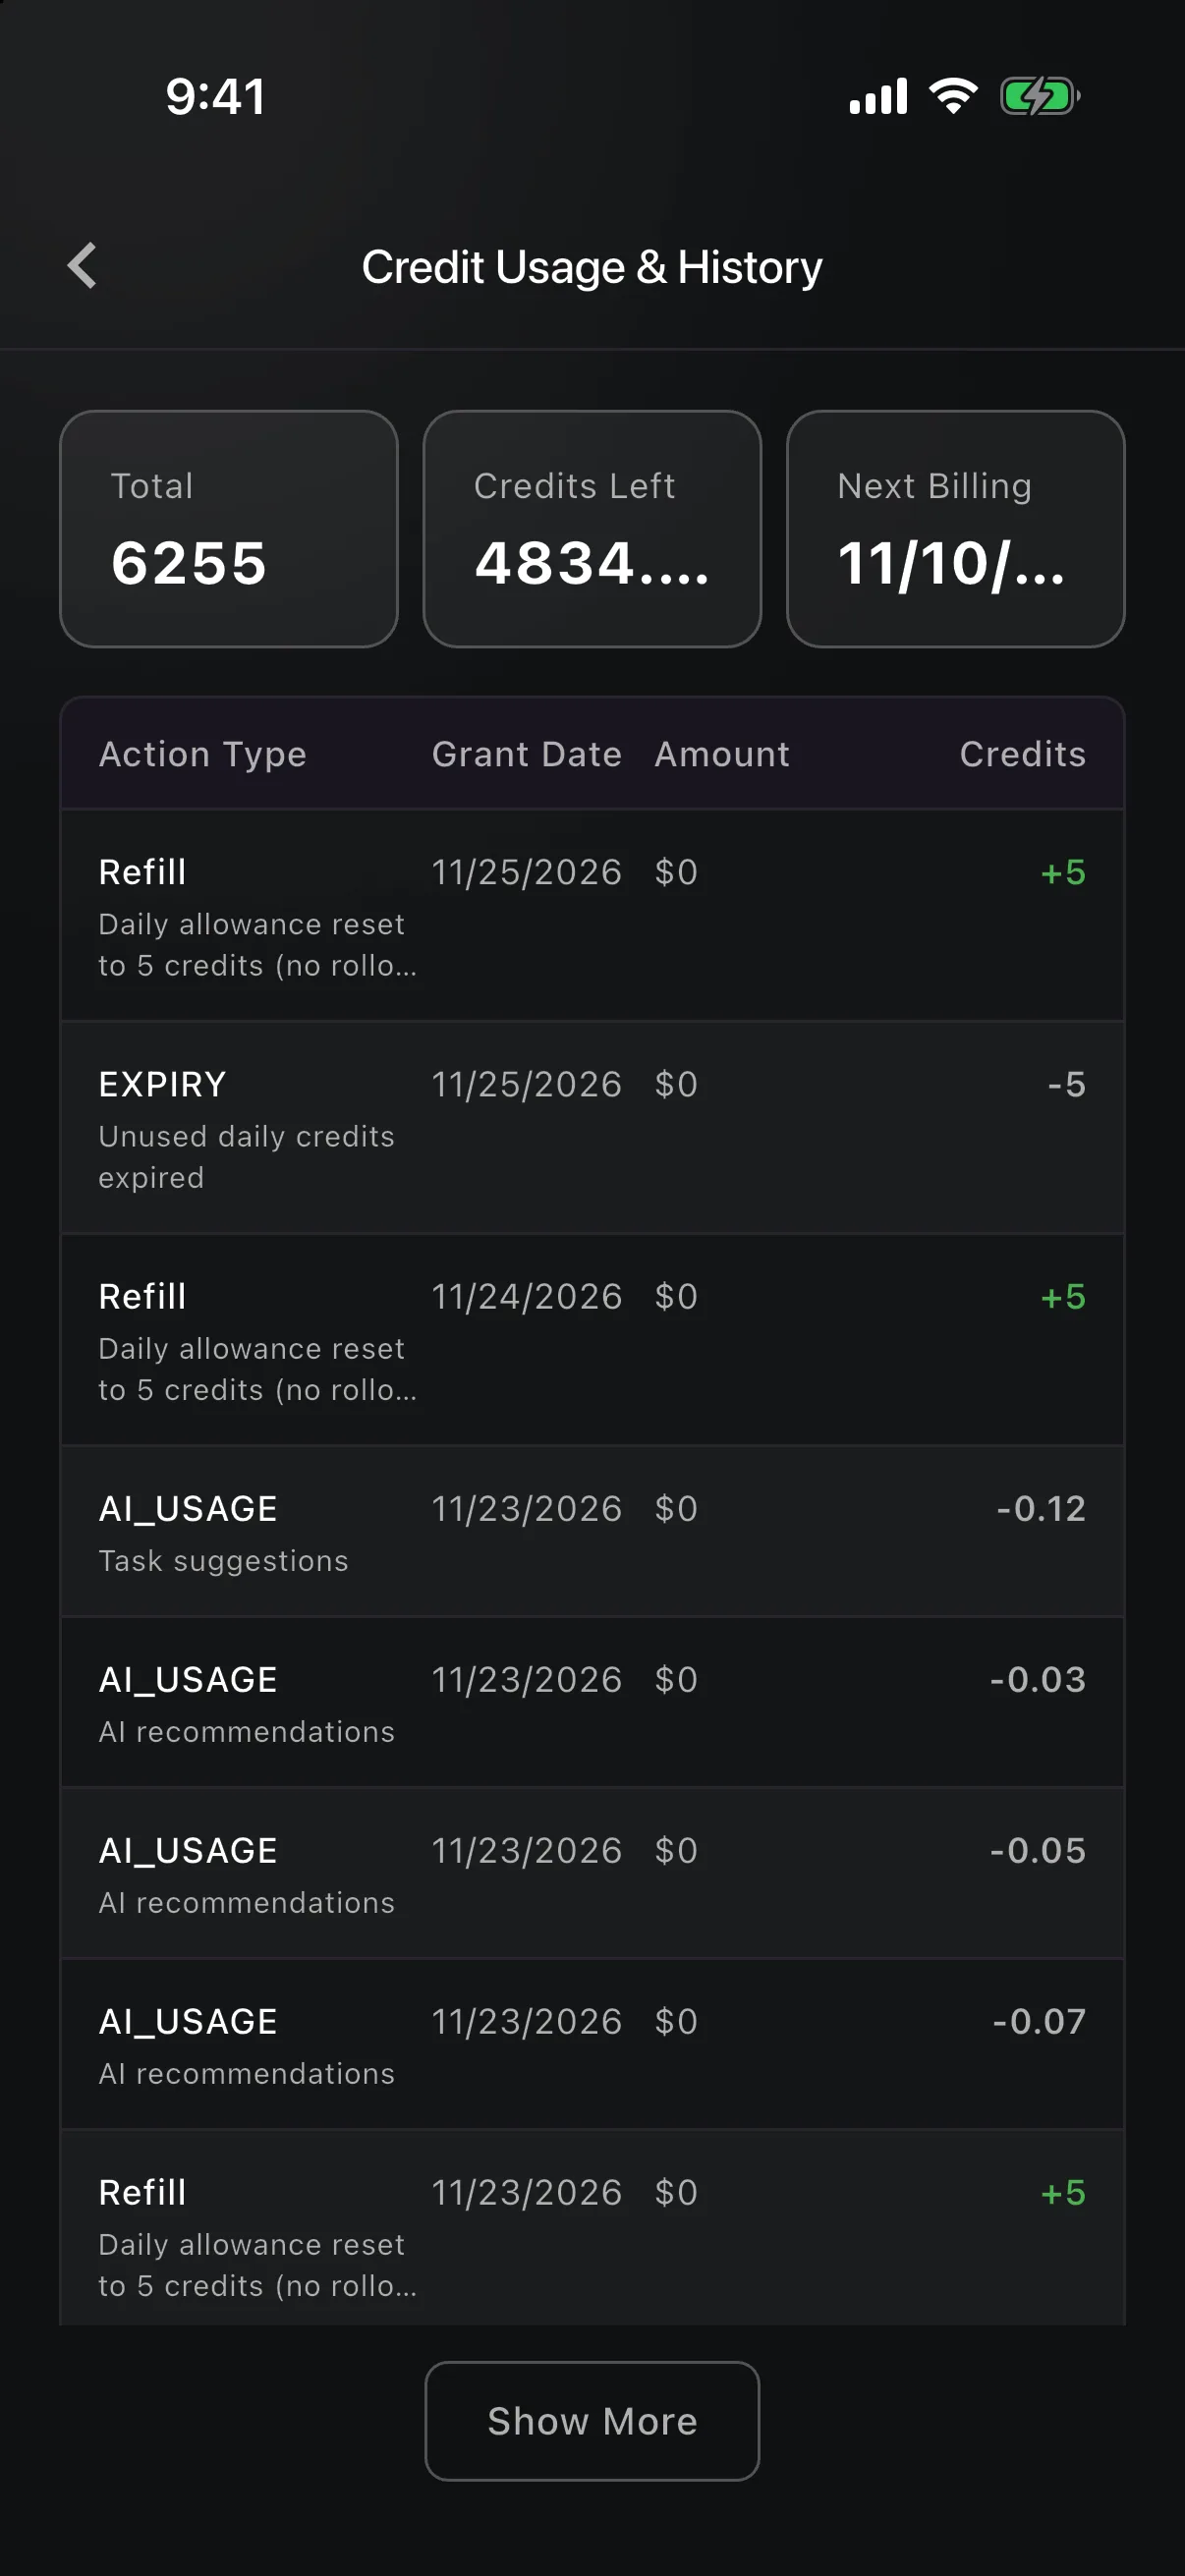 9:41
Credit Usage & History
Total
Credits Left
Next Billing
6255
4834....
11/10/...
Action Type Grant Date Amount Credits
Refill 11/25/2026 $0 +5
Daily allowance reset
to 5 credits (no rollo...
EXPIRY 11/25/2026 $0 -5
Unused daily credits
expired
Refill 11/24/2026 $0 +5
Daily allowance reset
to 5 credits (no rollo...
AI_USAGE 11/23/2026 $0 -0.12
Task suggestions
AI_USAGE 11/23/2026 $0 -0.03
AI recommendations
AI_USAGE 11/23/2026 $0 -0.05
AI recommendations
AI_USAGE 11/23/2026 $0 -0.07
AI recommendations
Refill 11/23/2026 $0 +5
Daily allowance reset
to 5 credits (no rollo...
Show More